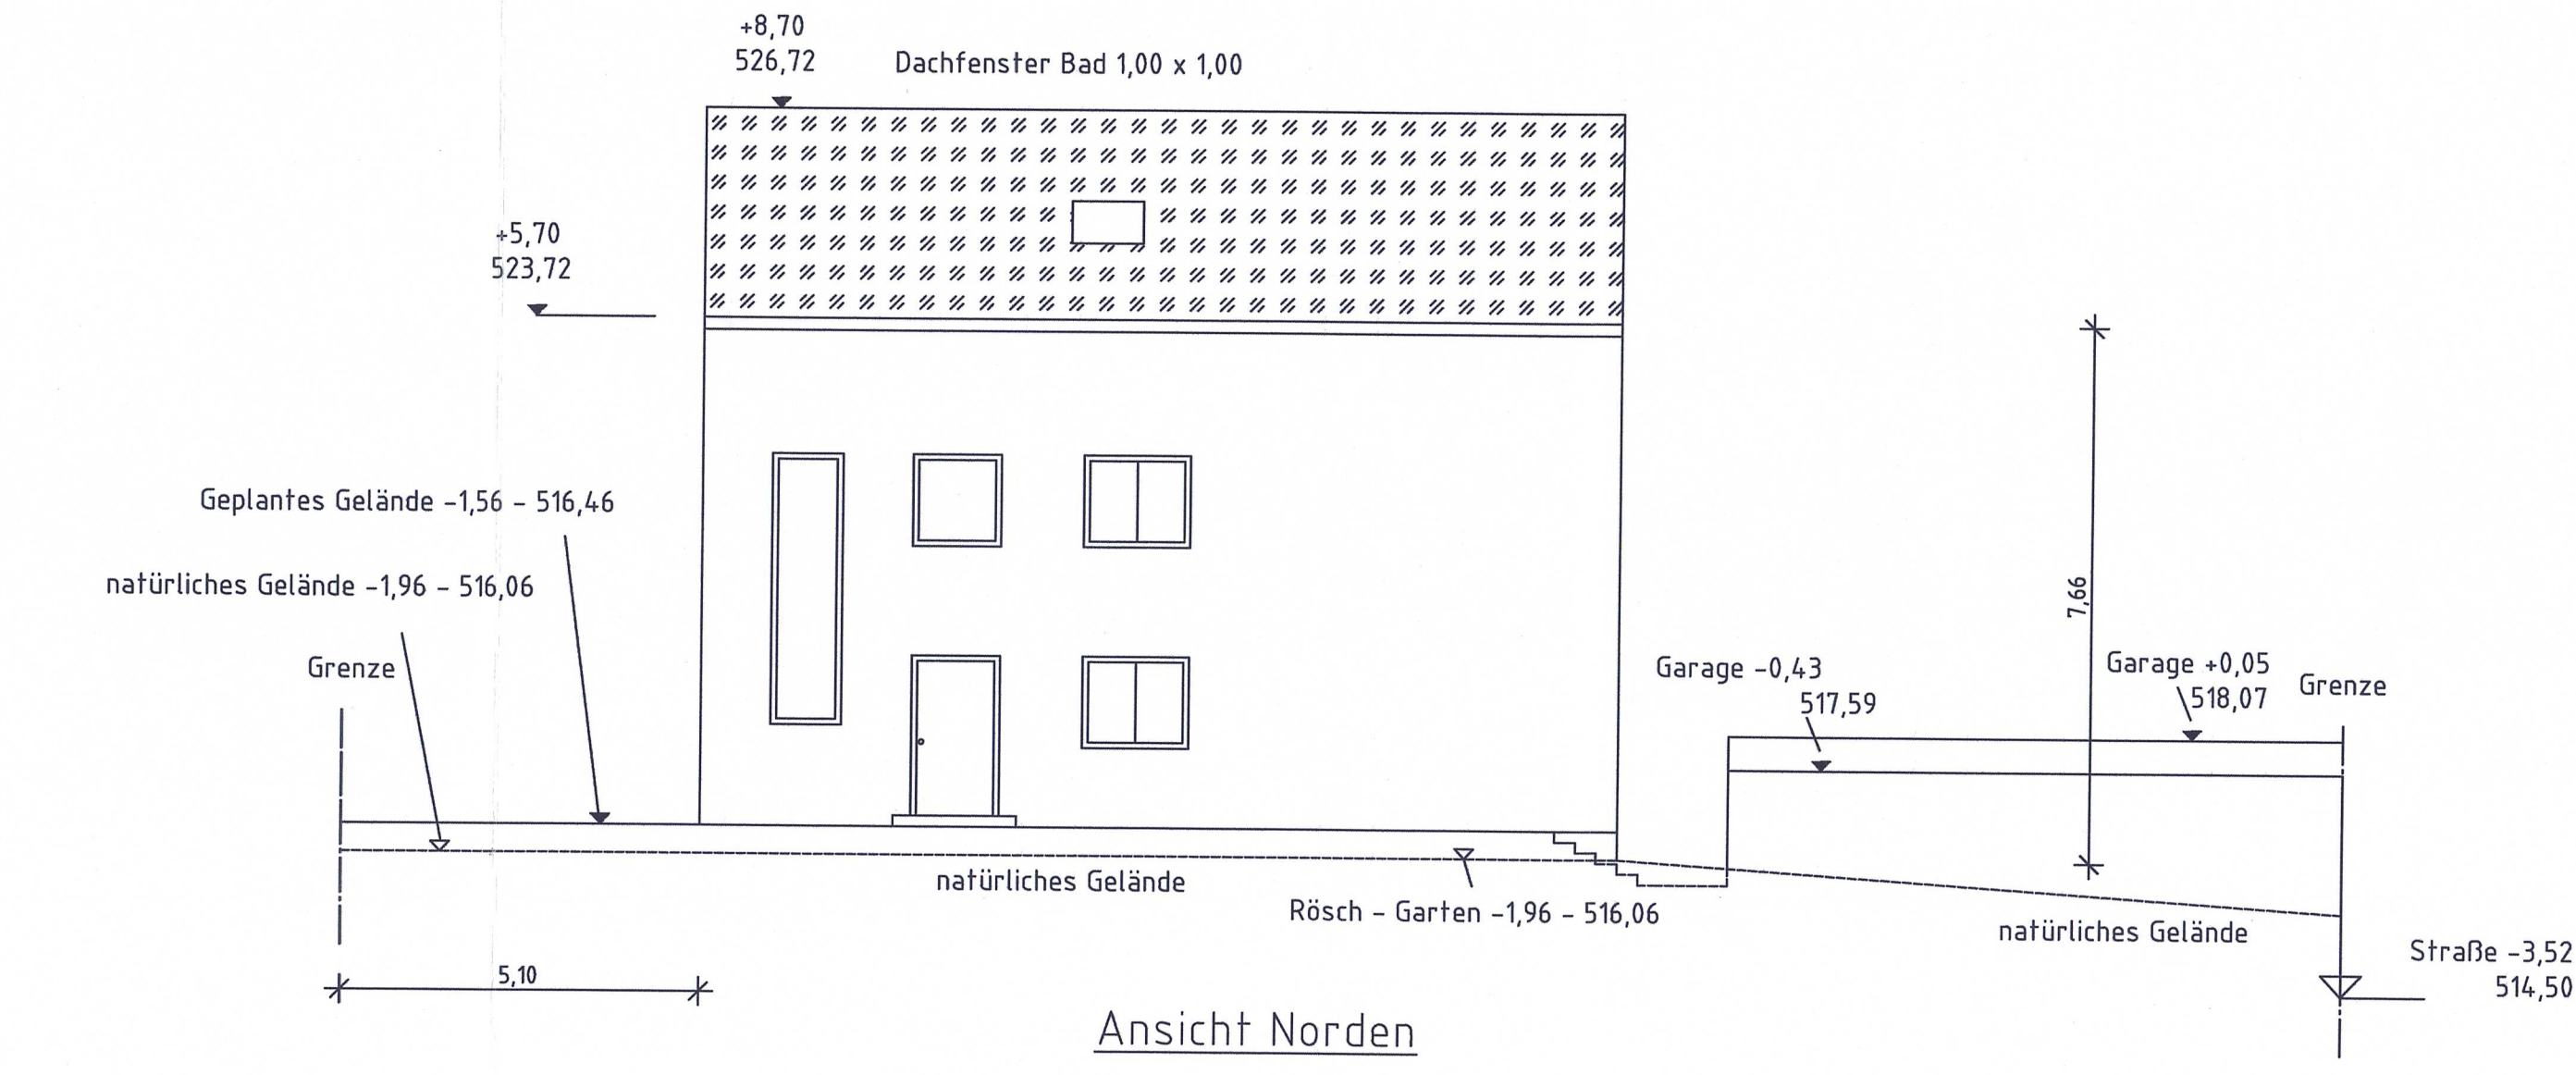 +8,70
526,72
Dachfenster Bad 1,00 x 1,00
+5,70
523,72
Geplantes Gelände -1,56 - 516,46
natürliches Gelände -1,96 - 516,06
Grenze
7,66
Garage -0,43
517,59
Garage +0,05
518,07
Grenze
natürliches Gelände
Rösch - Garten -1,96 - 516,06
natürliches Gelände
Straße -3,52
514,50
5,10
Ansicht Norden